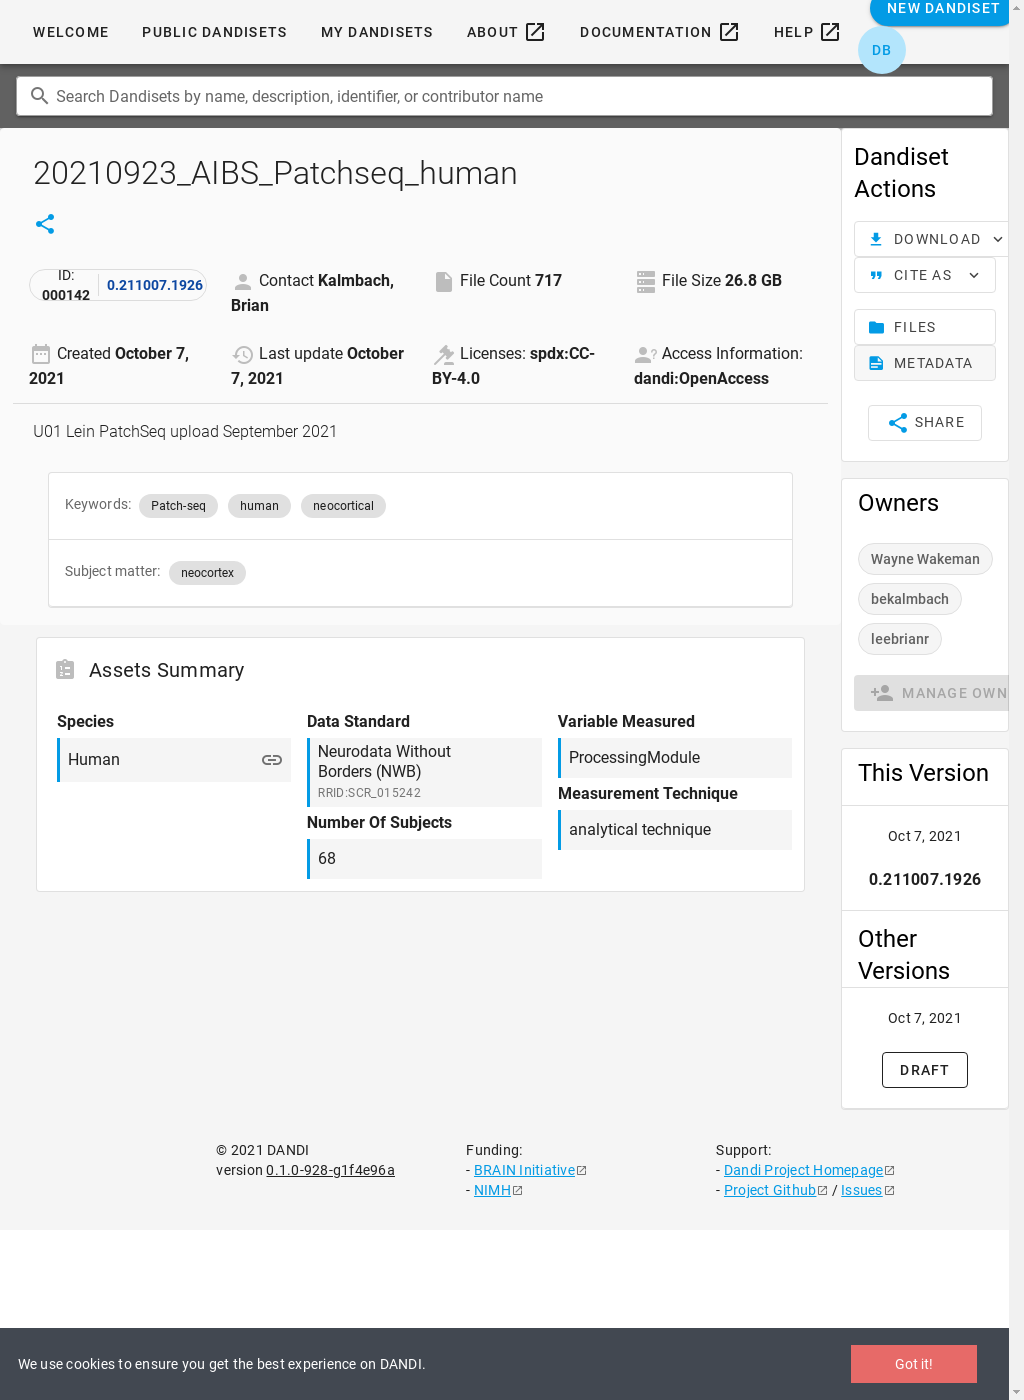 WELCOME PUBLIC DANDISETS MY DANDISETS ABOUT DOCUMENTATION HELP NEW DANDISET
DB
Search Dandisets by name, description, identifier, or contributor name
20210923_AIBS_Patchseq_human
ID: 000142 0.211007.1926
Contact Kalmbach, Brian
File Count 717
File Size 26.8 GB
Created October 7, 2021
Last update October 7, 2021
Licenses: spdx:CC-BY-4.0
Access Information: dandi:OpenAccess
U01 Lein PatchSeq upload September 2021
Keywords: Patch-seq human neocortical
Subject matter: neocortex
Assets Summary
Species
Human
Data Standard
Neurodata Without
Borders (NWB)
RRID:SCR_015242
Number Of Subjects
68
Variable Measured
ProcessingModule
Measurement Technique
analytical technique
Dandiset
Actions
DOWNLOAD
CITE AS
FILES
METADATA
SHARE
Owners
Wayne Wakeman
bekalmbach
leebrianr
MANAGE OWN
This Version
Oct 7, 2021
0.211007.1926
Other
Versions
Oct 7, 2021
DRAFT
© 2021 DANDI
version 0.1.0-928-g1f4e96a
Funding:
- BRAIN Initiative
- NIMH
Support:
- Dandi Project Homepage
- Project Github / Issues
We use cookies to ensure you get the best experience on DANDI.
Got it!